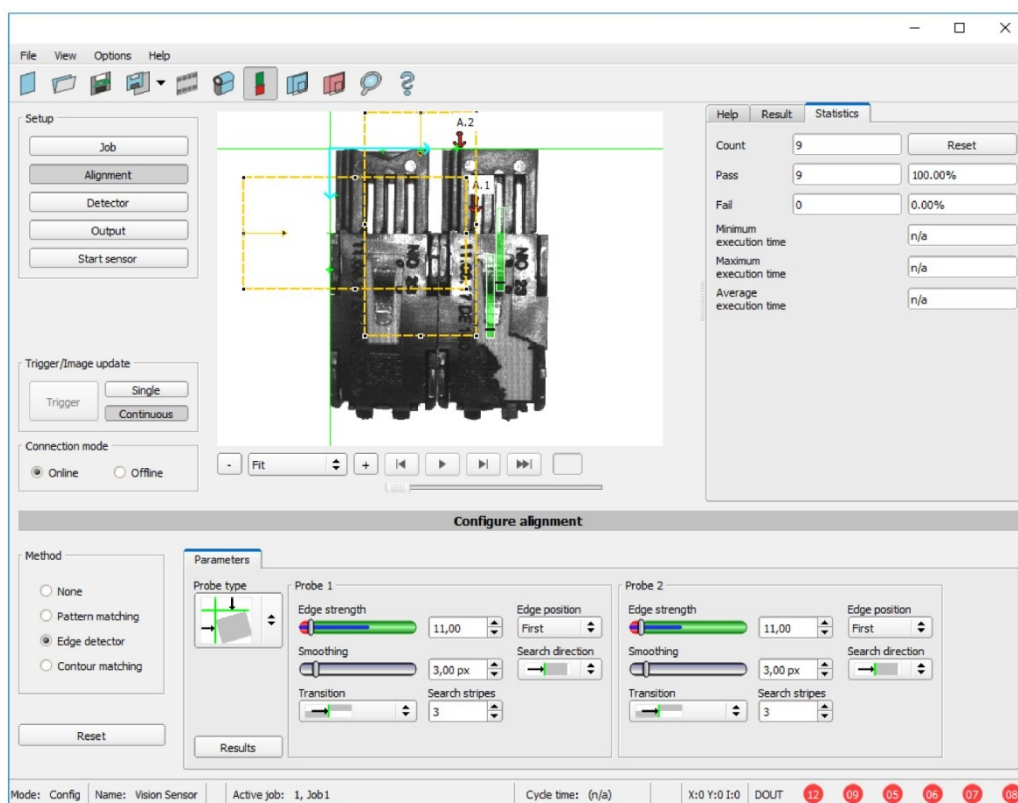 File View Options Help
Setup
Job
Alignment
Detector
Output
Start sensor
Trigger/Image update
Trigger
Single
Continuous
Connection mode
Online Offline
A.2
A.1
- Fit +
Help Result Statistics
Count 9 Reset
Pass 9 100.00%
Fail 0 0.00%
Minimum
execution time n/a
Maximum
execution time n/a
Average
execution time n/a
Configure alignment
Method
None
Pattern matching
Edge detector
Contour matching
Reset
Parameters
Probe type
Results
Probe 1
Edge strength Edge position
11,00 First
Smoothing Search direction
3,00 px
Transition Search stripes
3
Probe 2
Edge strength Edge position
11,00 First
Smoothing Search direction
3,00 px
Transition Search stripes
3
Mode: Config Name: Vision Sensor Active job: 1, Job1 Cycle time: (n/a) X:0 Y:0 I:0 DOUT 12 09 05 06 07 08